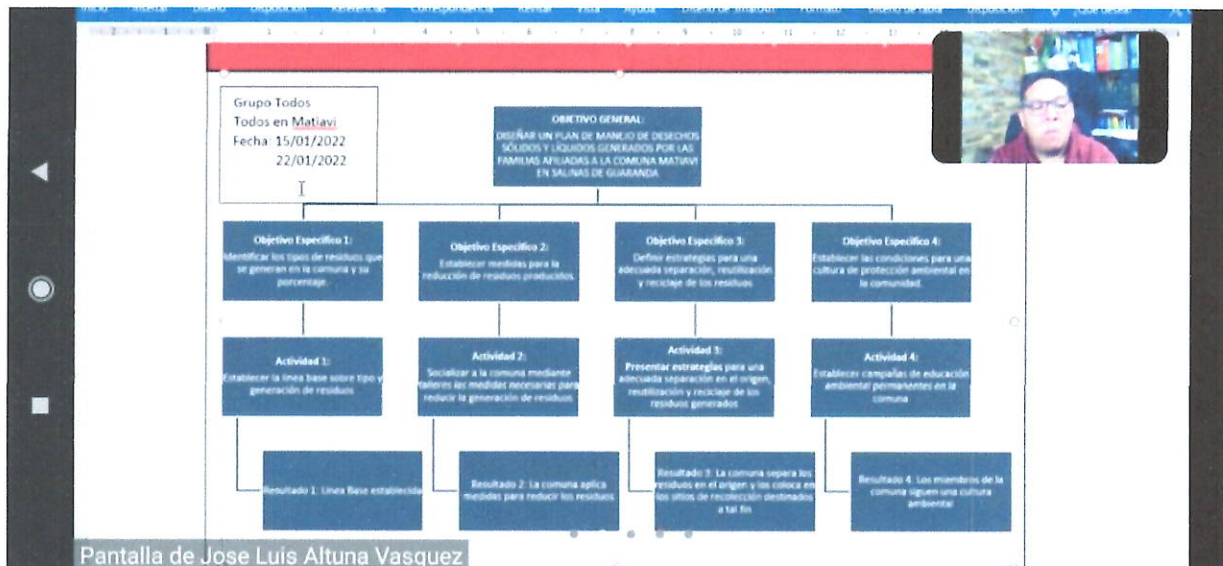 Inicio Insertar Diseño Disposición Referencias Correspondencia Revisar Vista Ayuda
Grupo Todos
Todos en Matiavi
Fecha: 15/01/2022
22/01/2022
OBJETIVO GENERAL:
DISEÑAR UN PLAN DE MANEJO DE DESECHOS
SÓLIDOS Y LÍQUIDOS GENERADOS POR LAS
FAMILIAS AFILIADAS A LA COMUNA MATIAVI
EN SALINAS DE GUARANDA
Objetivo Específico 1:
Identificar los tipos de residuos que
se generan en la comuna y su
porcentaje.
Objetivo Específico 2:
Establecer medidas para la
reducción de residuos producidos
Objetivo Específico 3:
Definir estrategias para una
adecuada separación, reutilización
y reciclaje de los residuos
Objetivo Específico 4:
Establecer las condiciones para una
cultura de protección ambiental en
la comunidad.
Actividad 1:
Establecer la línea base sobre tipo y
generación de residuos
Actividad 2:
Socializar a la comuna mediante
talleres las medidas necesarias para
reducir la generación de residuos
Actividad 3:
Presentar estrategias para una
adecuada separación en el origen,
reutilización y reciclaje de los
residuos generados
Actividad 4:
Establecer campañas de educación
ambiental permanentes en la
comuna
Resultado 1: Línea Base establecida
Resultado 2: La comuna aplica
medidas para reducir los residuos
Resultado 3: La comuna separa los
residuos en el origen y los coloca en
los sitios de recolección destinados
a tal fin
Resultado 4: Los miembros de la
comuna siguen una cultura
ambiental
Pantalla de Jose Luis Altuna Vasquez